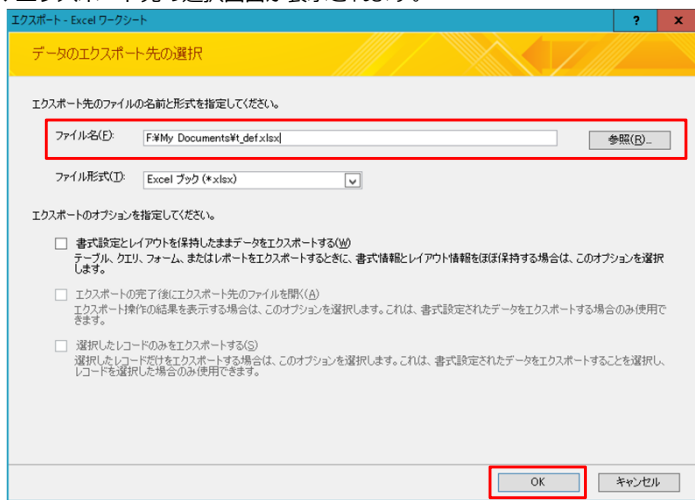 エクスポート - Excel ワークシート ? x
データのエクスポート先の選択
エクスポート先のファイルの名前と形式を指定してください。
ファイル名(F): F:¥My Documents¥t_def.xlsx 参照(R)...
ファイル形式(T): Excel ブック (*.xlsx)
エクスポートのオプションを指定してください。
書式設定とレイアウトを保持したままデータをエクスポートする(W)
テーブル、クエリ、フォーム、またはレポートをエクスポートするときに、書式情報とレイアウト情報をほぼ保持する場合は、このオプションを選択
します。
エクスポートの完了後にエクスポート先のファイルを開く(A)
エクスポート操作の結果を表示する場合は、このオプションを選択します。これは、書式設定されたデータをエクスポートする場合のみ使用で
きます。
選択したレコードのみをエクスポートする(S)
選択したレコードだけをエクスポートする場合は、このオプションを選択します。これは、書式設定されたデータをエクスポートすることを選択し、
レコードを選択した場合のみ使用できます。
OK キャンセル